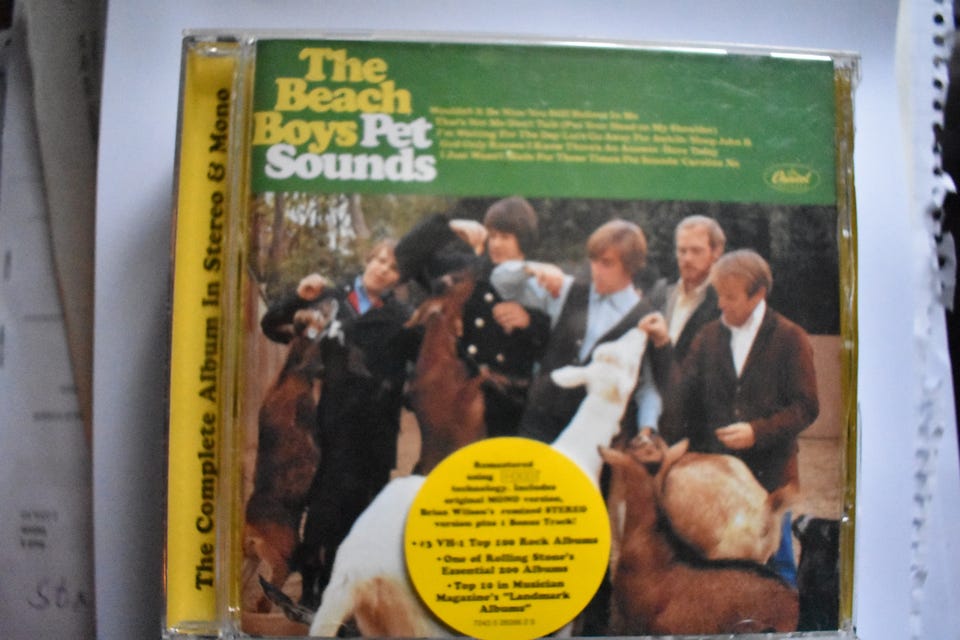 The Complete Album In Stereo & Mono
The
Beach
Boys Pet
Sounds
Wouldn't It Be Nice/You Still Believe In Me
That's Not Me/Don't Talk (Put Your Head on My Shoulder)
I'm Waiting For The Day/Let's Go Away For Awhile/Sloop John B
God Only Knows/I Know There's An Answer/Here Today
I Just Wasn't Made For These Times/Pet Sounds/Caroline No
Capitol
Remastered
using HDCD
technology. Includes
original MONO version,
Brian Wilson's remixed STEREO
version plus 1 Bonus Track!
• #3 VH-1 Top 100 Rock Albums
• One of Rolling Stone's
Essential 200 Albums
• Top 10 in Musician
Magazine's "Landmark
Albums"